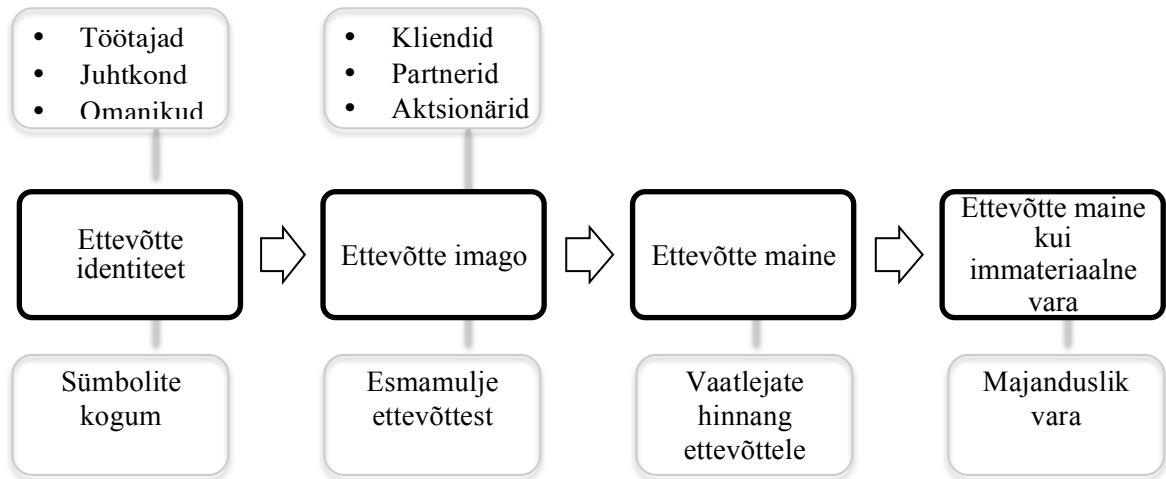 • Töötajad
• Juhtkond
• Omanikud
• Kliendid
• Partnerid
• Aktsionärid
Ettevõtte
identiteet
Ettevõtte imago
Ettevõtte maine
Ettevõtte maine
kui
immateriaalne
vara
Sümbolite
kogum
Esmamulje
ettevõttest
Vaatlejate
hinnang
ettevõttele
Majanduslik
vara